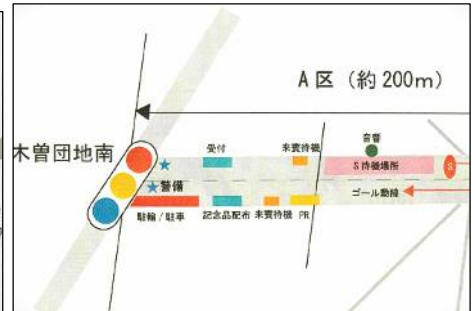 A区（約200m）
木曽団地南
受付
来賓待機
音響
S待機場所
S
警備
ゴール動線
駐輪/駐車
記念品配布
来賓待機
PR